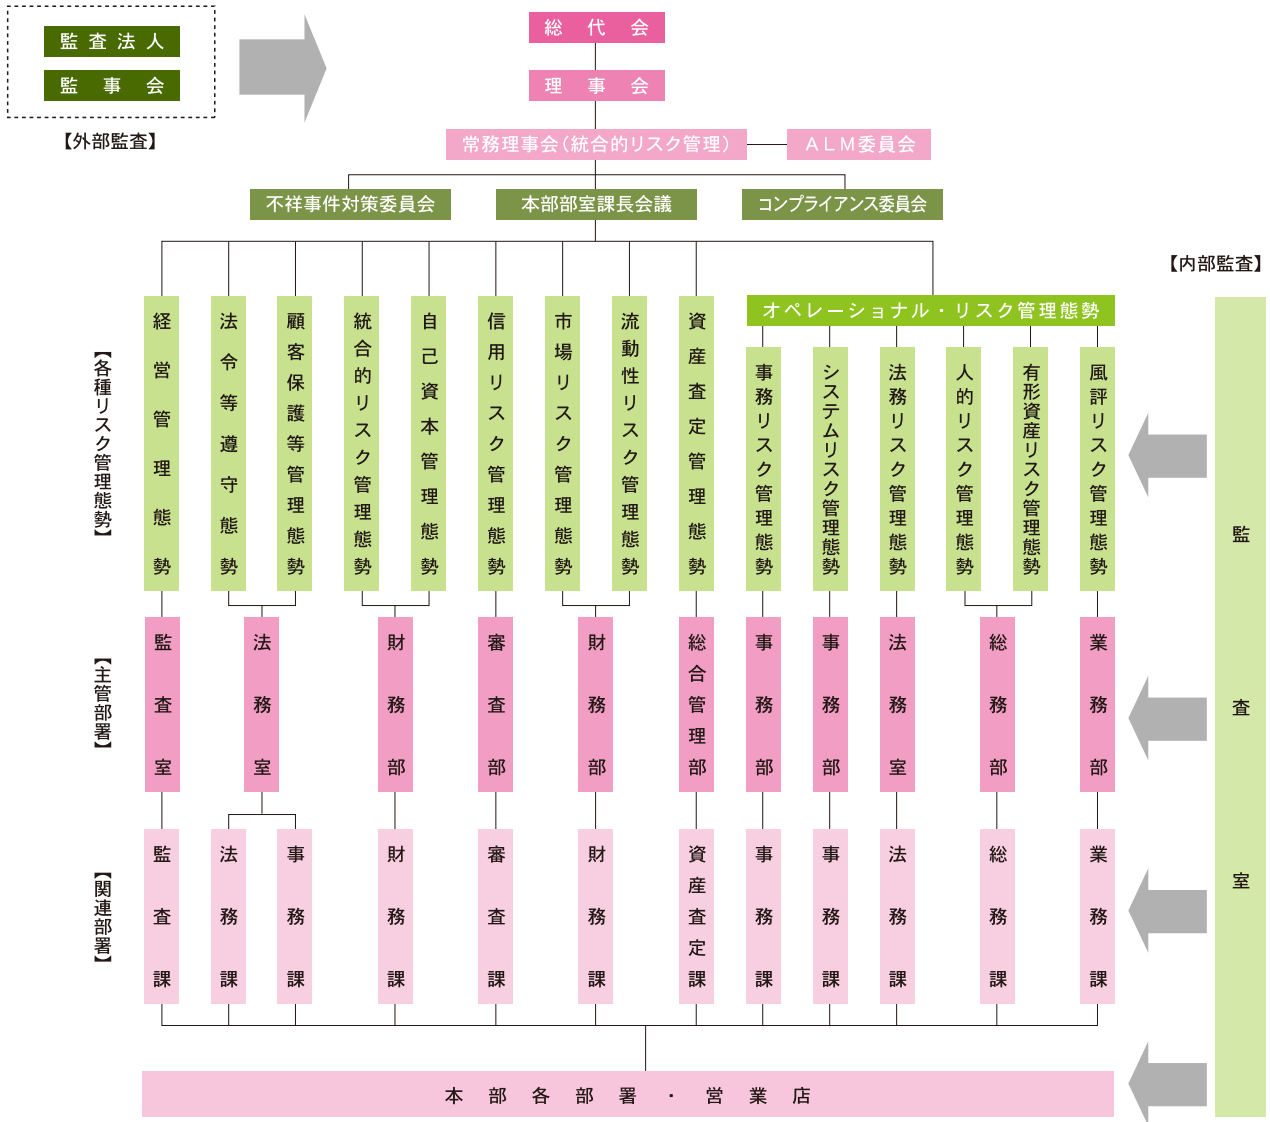 監査法人
監事会
【外部監査】
総代会
理事会
常務理事会(統合的リスク管理)
ALM委員会
不祥事件対策委員会
本部部室課長会議
コンプライアンス委員会
【内部監査】
監査室
【各種リスク管理態勢】
経営管理態勢
法令等遵守態勢
顧客保護等管理態勢
統合的リスク管理態勢
自己資本管理態勢
信用リスク管理態勢
市場リスク管理態勢
流動性リスク管理態勢
資産査定管理態勢
オペレーショナル・リスク管理態勢
事務リスク管理態勢
システムリスク管理態勢
法務リスク管理態勢
人的リスク管理態勢
有形資産リスク管理態勢
風評リスク管理態勢
【主管部署】
監査室
法務室
財務部
審査部
財務部
総合管理部
事務部
事務部
法務室
総務部
業務部
【関連部署】
監査課
法務課
事務課
財務課
審査課
財務課
資産査定課
事務課
事務課
法務課
総務課
業務課
本部各部署・営業店